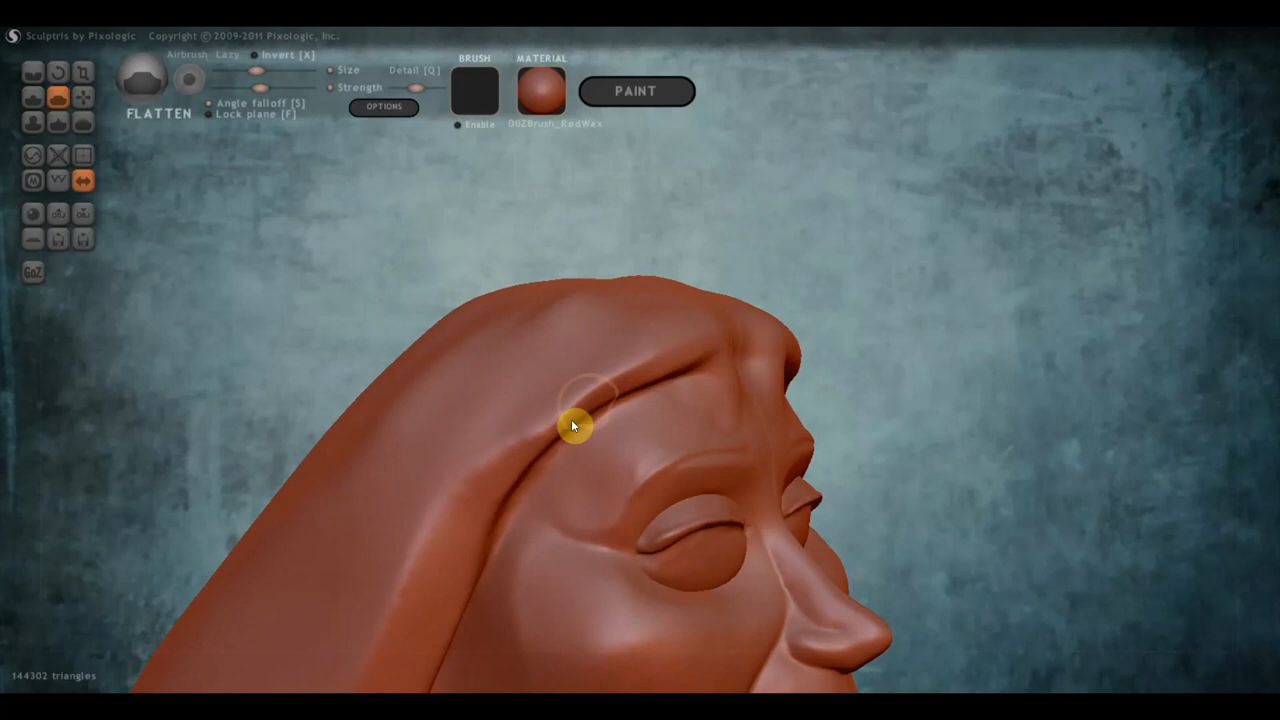 Sculptris by Pixologic Copyright ©2009-2011 Pixologic, Inc.
Airbrush Lazy Invert [X]
BRUSH MATERIAL
Size Detail [Q]
Strength
PAINT
Angle falloff [S]
OPTIONS
FLATTEN Lock plane [F]
Enable 00ZBrush_RedWax
GoZ
144302 triangles